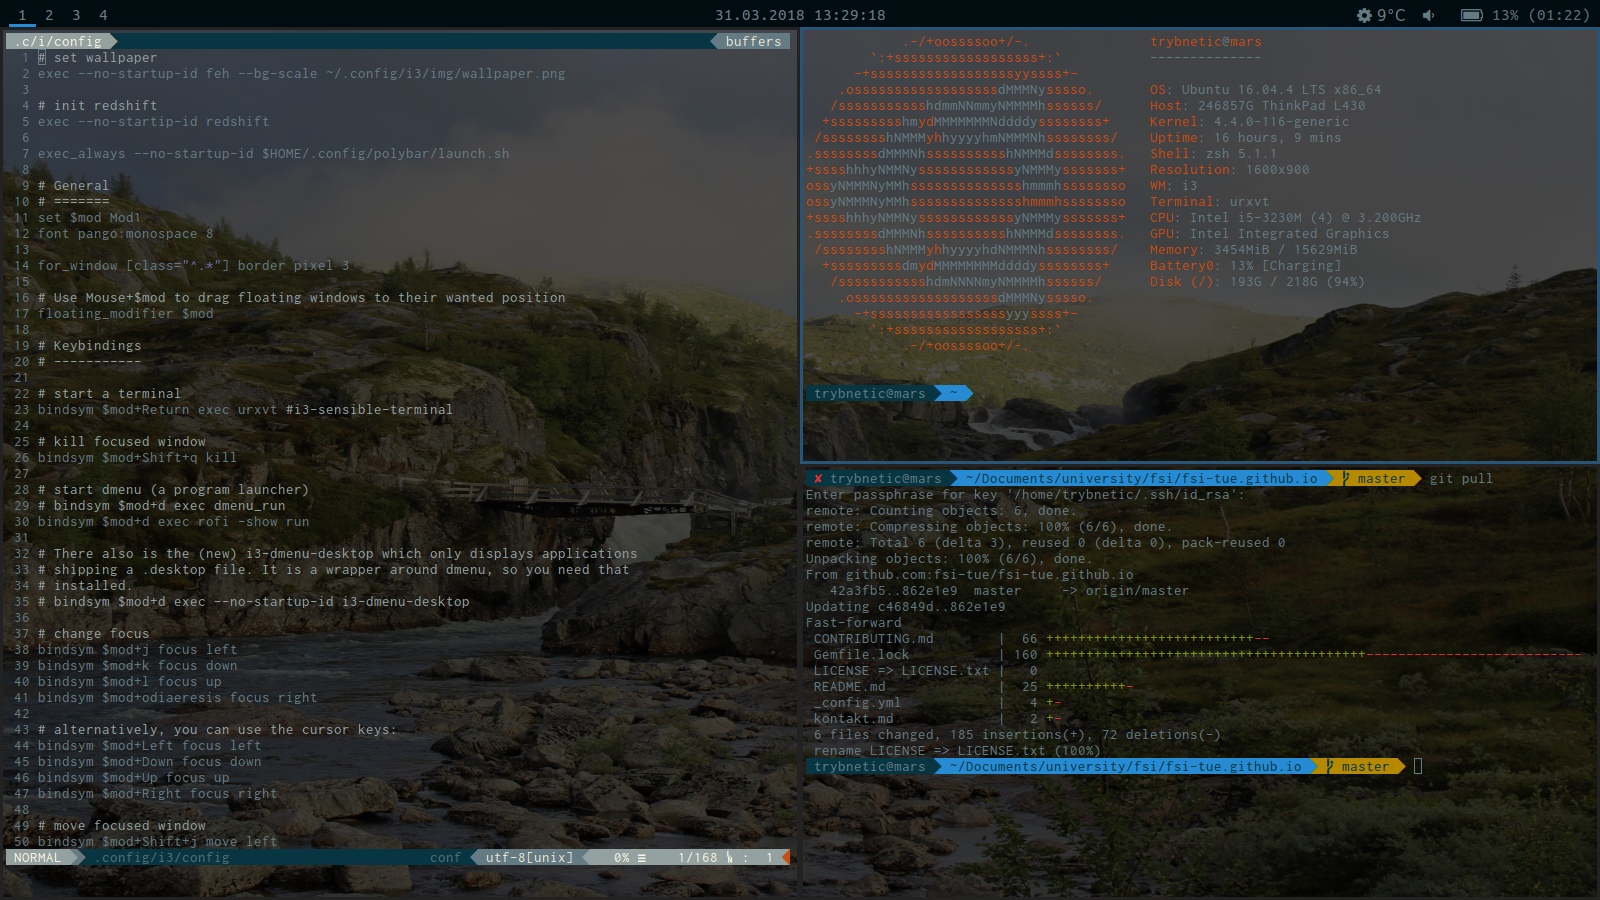 1 2 3 4
31.03.2018 13:29:18
9°C
13% (01:22)
.c/i/config
buffers
1 # set wallpaper
2 exec --no-startup-id feh --bg-scale ~/.config/i3/img/wallpaper.png
3
4 # init redshift
5 exec --no-startip-id redshift
6
7 exec_always --no-startup-id $HOME/.config/polybar/launch.sh
8
9 # General
10 # =======
11 set $mod Mod1
12 font pango:monospace 8
13
14 for_window [class="^.*"] border pixel 3
15
16 # Use Mouse+$mod to drag floating windows to their wanted position
17 floating_modifier $mod
18
19 # Keybindings
20 # -----------
21
22 # start a terminal
23 bindsym $mod+Return exec urxvt #i3-sensible-terminal
24
25 # kill focused window
26 bindsym $mod+Shift+q kill
27
28 # start dmenu (a program launcher)
29 # bindsym $mod+d exec dmenu_run
30 bindsym $mod+d exec rofi -show run
31
32 # There also is the (new) i3-dmenu-desktop which only displays applications
33 # shipping a .desktop file. It is a wrapper around dmenu, so you need that
34 # installed.
35 # bindsym $mod+d exec --no-startup-id i3-dmenu-desktop
36
37 # change focus
38 bindsym $mod+j focus left
39 bindsym $mod+k focus down
40 bindsym $mod+l focus up
41 bindsym $mod+odiaeresis focus right
42
43 # alternatively, you can use the cursor keys:
44 bindsym $mod+Left focus left
45 bindsym $mod+Down focus down
46 bindsym $mod+Up focus up
47 bindsym $mod+Right focus right
48
49 # move focused window
50 bindsym $mod+Shift+j move left
NORMAL .config/i3/config conf utf-8[unix] 0% ≡ 1/168 : 1
.-/+oossssoo+/-.
`:+ssssssssssssssssss+:`
-+ssssssssssssssssssyyssss+-
.ossssssssssssssssssdMMMNysssso.
/ssssssssssshdmmNNmmyNMMMMhssssss/
+ssssssssshmydMMMMMMMNddddyssssssss+
/sssssssshNMMMyhhyyyyhmNMMMNhssssssss/
.ssssssssdMMMNhsssssssssshNMMMdssssssss.
+sssshhhyNMMNyssssssssssssyNMMMysssssss+
ossyNMMMNyMMhsssssssssssssshmmmhssssssso
ossyNMMMNyMMhsssssssssssssshmmmhssssssso
+sssshhhyNMMNyssssssssssssyNMMMysssssss+
.ssssssssdMMMNhsssssssssshNMMMdssssssss.
/sssssssshNMMMyhhyyyyhdNMMMNhssssssss/
+sssssssssdmydMMMMMMMMddddyssssssss+
/ssssssssssshdmNNNNmyNMMMMhssssss/
.ossssssssssssssssssdMMMNysssso.
-+sssssssssssssssssyyyssss+-
`:+ssssssssssssssssss+:`
.-/+oossssoo+/-.
trybnetic@mars
--------------
OS: Ubuntu 16.04.4 LTS x86_64
Host: 246857G ThinkPad L430
Kernel: 4.4.0-116-generic
Uptime: 16 hours, 9 mins
Shell: zsh 5.1.1
Resolution: 1600x900
WM: i3
Terminal: urxvt
CPU: Intel i5-3230M (4) @ 3.200GHz
GPU: Intel Integrated Graphics
Memory: 3454MiB / 15629MiB
Battery0: 13% [Charging]
Disk (/): 193G / 218G (94%)
trybnetic@mars ~
✘ trybnetic@mars ~/Documents/university/fsi/fsi-tue.github.io master git pull
Enter passphrase for key '/home/trybnetic/.ssh/id_rsa':
remote: Counting objects: 6, done.
remote: Compressing objects: 100% (6/6), done.
remote: Total 6 (delta 3), reused 0 (delta 0), pack-reused 0
Unpacking objects: 100% (6/6), done.
From github.com:fsi-tue/fsi-tue.github.io
42a3fb5..862e1e9 master -> origin/master
Updating c46849d..862e1e9
Fast-forward
CONTRIBUTING.md | 66 ++++++++++++++++++++++++++--
Gemfile.lock | 160 ++++++++++++++++++++++++++++++++++++++++---------------------------
LICENSE => LICENSE.txt | 0
README.md | 25 ++++++++++-
_config.yml | 4 +-
kontakt.md | 2 +-
6 files changed, 185 insertions(+), 72 deletions(-)
rename LICENSE => LICENSE.txt (100%)
trybnetic@mars ~/Documents/university/fsi/fsi-tue.github.io master